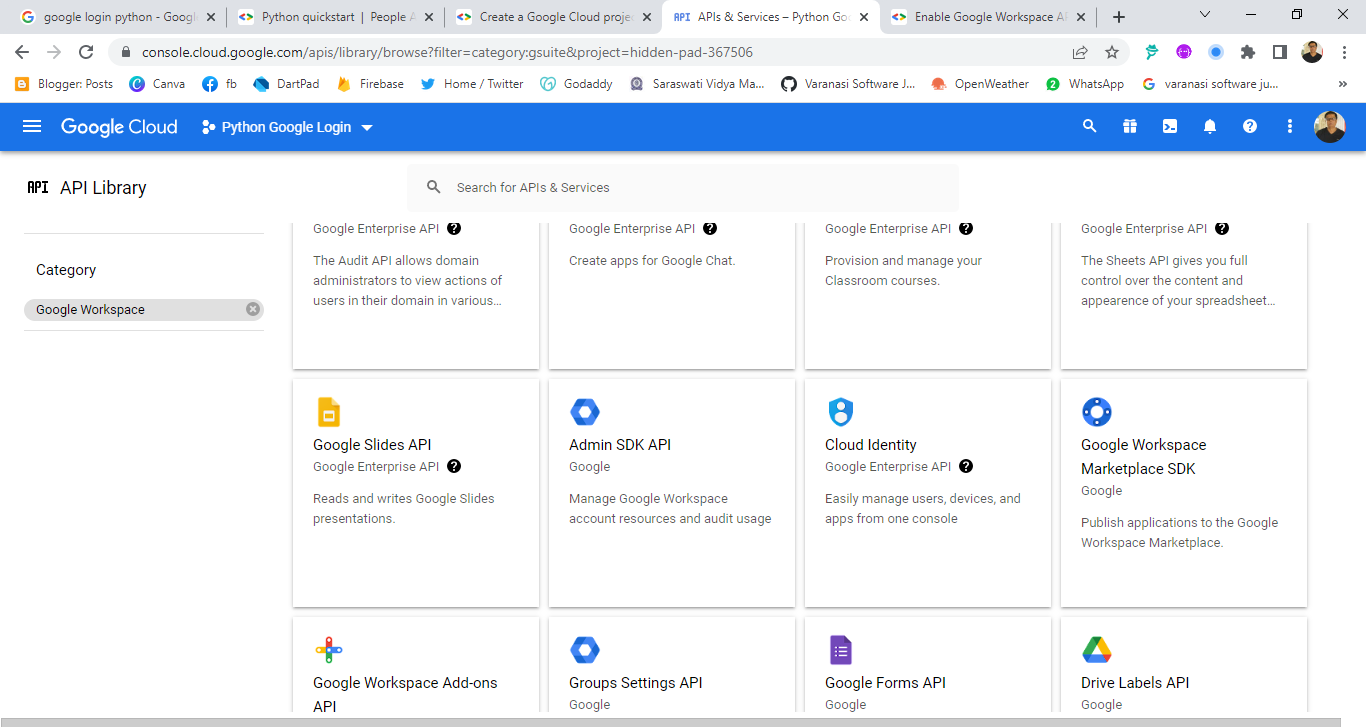 google login python - Googl
Python quickstart | People A
Create a Google Cloud projec
API APIs & Services – Python Go
Enable Google Workspace AP
console.cloud.google.com/apis/library/browse?filter=category:gsuite&project=hidden-pad-367506
Blogger: Posts
Canva
fb
DartPad
Firebase
Home / Twitter
Godaddy
Saraswati Vidya Ma...
Varanasi Software J...
OpenWeather
2 WhatsApp
varanasi software ju...
»
Google Cloud
Python Google Login
API API Library
Search for APIs & Services
Category
Google Workspace
Google Enterprise API
The Audit API allows domain
administrators to view actions of
users in their domain in various...
Google Enterprise API
Create apps for Google Chat.
Google Enterprise API
Provision and manage your
Classroom courses.
Google Enterprise API
The Sheets API gives you full
control over the content and
appearence of your spreadsheet...
Google Slides API
Google Enterprise API
Reads and writes Google Slides
presentations.
Admin SDK API
Google
Manage Google Workspace
account resources and audit usage
Cloud Identity
Google Enterprise API
Easily manage users, devices, and
apps from one console
Google Workspace
Marketplace SDK
Google
Publish applications to the Google
Workspace Marketplace.
Google Workspace Add-ons
API
Groups Settings API
Google
Google Forms API
Google
Drive Labels API
Google